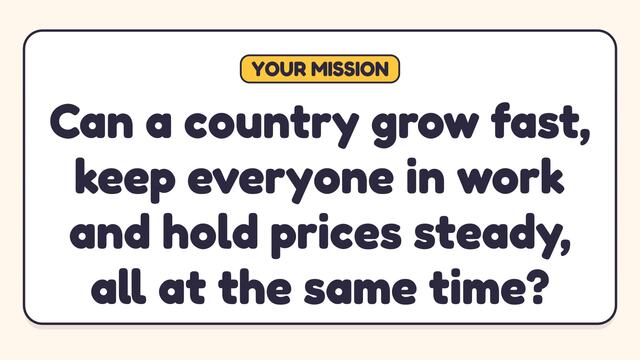 YOUR MISSION
Can a country grow fast,
keep everyone in work
and hold prices steady,
all at the same time?